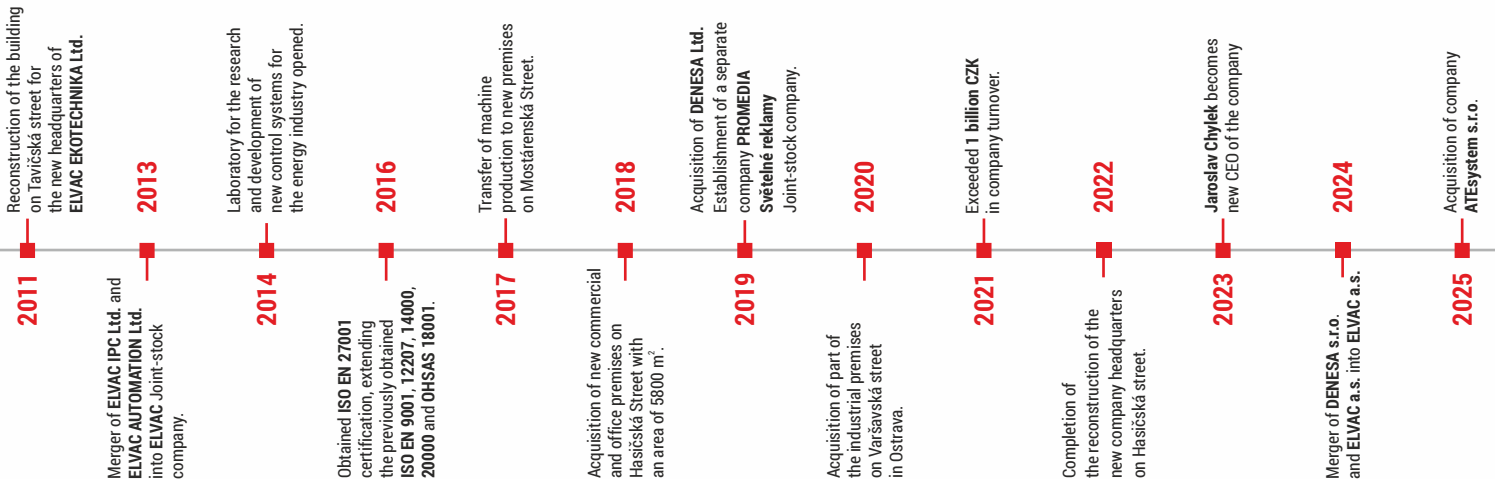 2011
Reconstruction of the building
on Tavičská street for
the new headquarters of
ELVAC EKOTECHNIKA Ltd.
2013
Merger of ELVAC IPC Ltd. and
ELVAC AUTOMATION Ltd.
into ELVAC Joint-stock
company.
2014
Laboratory for the research
and development of
new control systems for
the energy industry opened.
2016
Obtained ISO EN 27001
certification, extending
the previously obtained
ISO EN 9001, 12207, 14000,
20000 and OHSAS 18001.
2017
Transfer of machine
production to new premises
on Mostárenská Street.
2018
Acquisition of new commercial
and office premises on
Hasičská Street with
an area of 5800 m².
2019
Acquisition of DENESA Ltd.
Establishment of a separate
company PROMEDIA
Světelné reklamy
Joint-stock company.
2020
Acquisition of part of
the industrial premises
on Varšavská street
in Ostrava.
2021
Exceeded 1 billion CZK
in company turnover.
2022
Completion of
the reconstruction of the
new company headquarters
on Hasičská street.
2023
Jaroslav Chylek becomes
new CEO of the company
2024
Merger of DENESA s.r.o.
and ELVAC a.s. into ELVAC a.s.
2025
Acquisition of company
ATEsystem s.r.o.